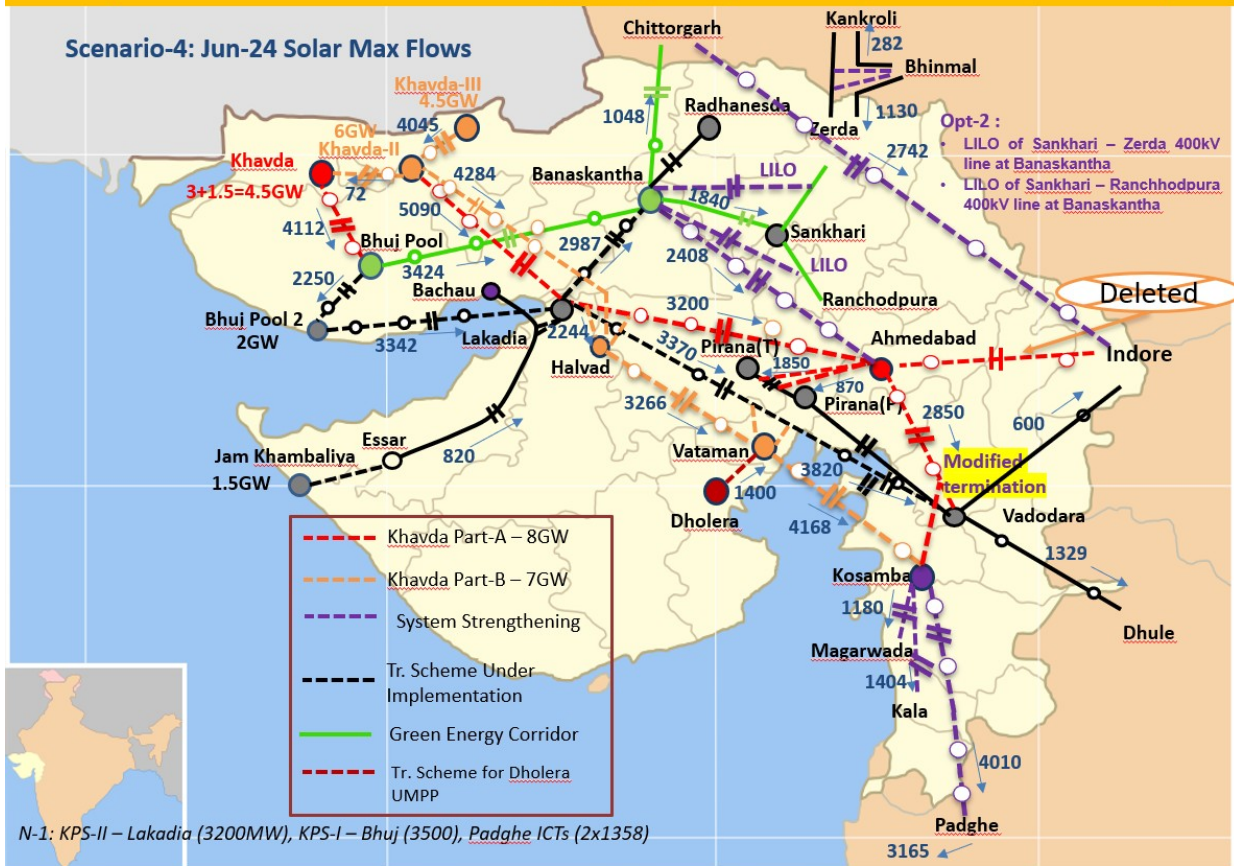 Scenario-4: Jun-24 Solar Max Flows
Chittorgarh
Kankroli
282
Bhinmal
1130
Zerda
Khavda-III
4.5GW
4045
1048
Radhanesda
2742
Opt-2 :
• LILO of Sankhari – Zerda 400kV
line at Banaskantha
• LILO of Sankhari – Ranchhodpura
400kV line at Banaskantha
6GW
Khavda-II
Khavda
3+1.5=4.5GW
72
4284
Banaskantha
LILO
1840
5090
4112
Sankhari
Bhuj Pool
2987
2408
LILO
3424
2250
Bachau
Ranchodpura
Deleted
3200
Bhuj Pool 2
2GW
3342
Lakadia
2244
Halvad
3370
Pirana(T)
1850
Ahmedabad
Indore
870
Pirana(P)
3266
2850
600
Essar
Jam Khambaliya
1.5GW
820
Vataman
3820
Modified
termination
1400
Dholera
4168
Vadodara
1329
Kosamba
1180
Dhule
Magarwada
1404
Kala
4010
Padghe
3165
Khavda Part-A – 8GW
Khavda Part-B – 7GW
System Strengthening
Tr. Scheme Under
Implementation
Green Energy Corridor
Tr. Scheme for Dholera
UMPP
N-1: KPS-II – Lakadia (3200MW), KPS-I – Bhuj (3500), Padghe ICTs (2x1358)